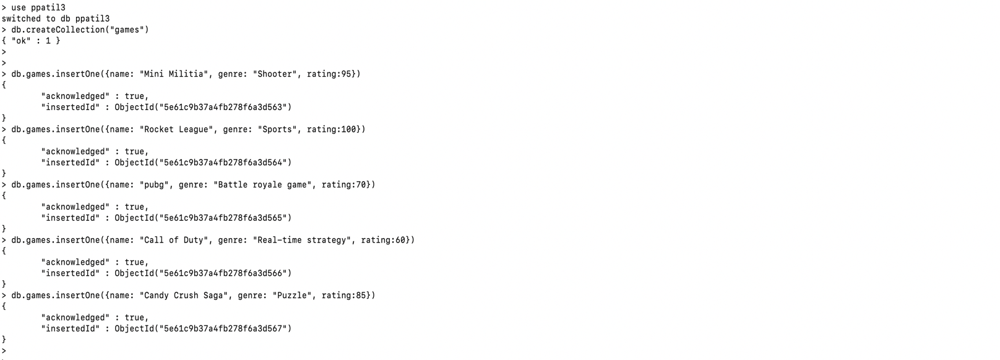 > use ppatil3
switched to db ppatil3
> db.createCollection("games")
{ "ok" : 1 }
>
>
> db.games.insertOne({name: "Mini Militia", genre: "Shooter", rating:95})
{
        "acknowledged" : true,
        "insertedId" : ObjectId("5e61c9b37a4fb278f6a3d563")
}
> db.games.insertOne({name: "Rocket League", genre: "Sports", rating:100})
{
        "acknowledged" : true,
        "insertedId" : ObjectId("5e61c9b37a4fb278f6a3d564")
}
> db.games.insertOne({name: "pubg", genre: "Battle royale game", rating:70})
{
        "acknowledged" : true,
        "insertedId" : ObjectId("5e61c9b37a4fb278f6a3d565")
}
> db.games.insertOne({name: "Call of Duty", genre: "Real-time strategy", rating:60})
{
        "acknowledged" : true,
        "insertedId" : ObjectId("5e61c9b37a4fb278f6a3d566")
}
> db.games.insertOne({name: "Candy Crush Saga", genre: "Puzzle", rating:85})
{
        "acknowledged" : true,
        "insertedId" : ObjectId("5e61c9b37a4fb278f6a3d567")
}
>